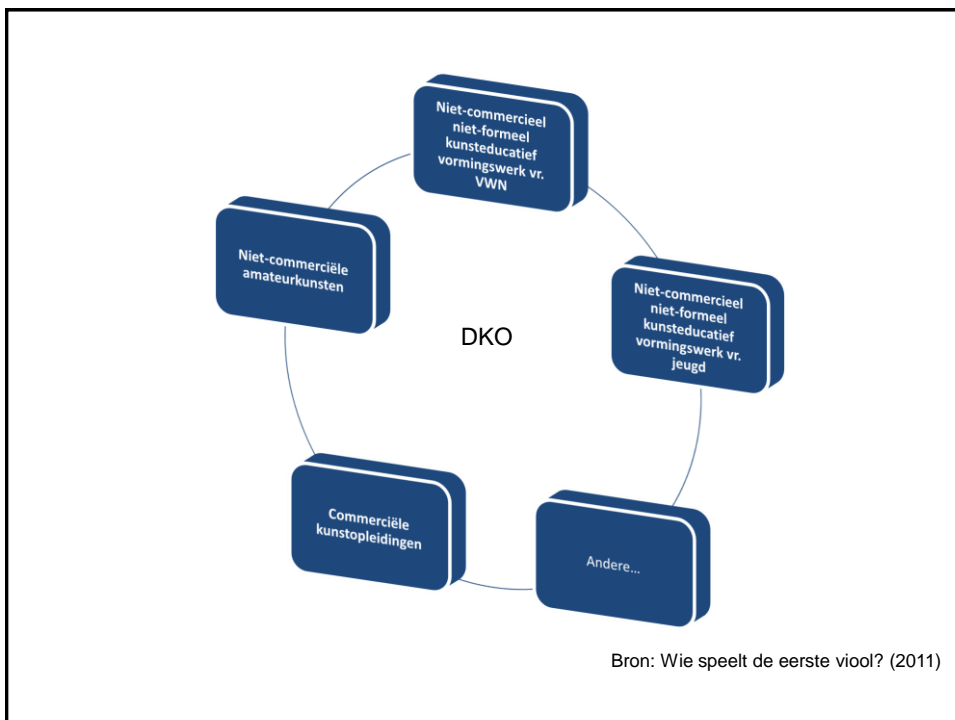 Niet-commercieel
niet-formeel
kunsteducatief
vormingswerk vr.
VWN
Niet-commerciële
amateurkunsten
Niet-commercieel
niet-formeel
kunsteducatief
vormingswerk vr.
jeugd
DKO
Commerciële
kunstopleidingen
Andere...
Bron: Wie speelt de eerste viool? (2011)